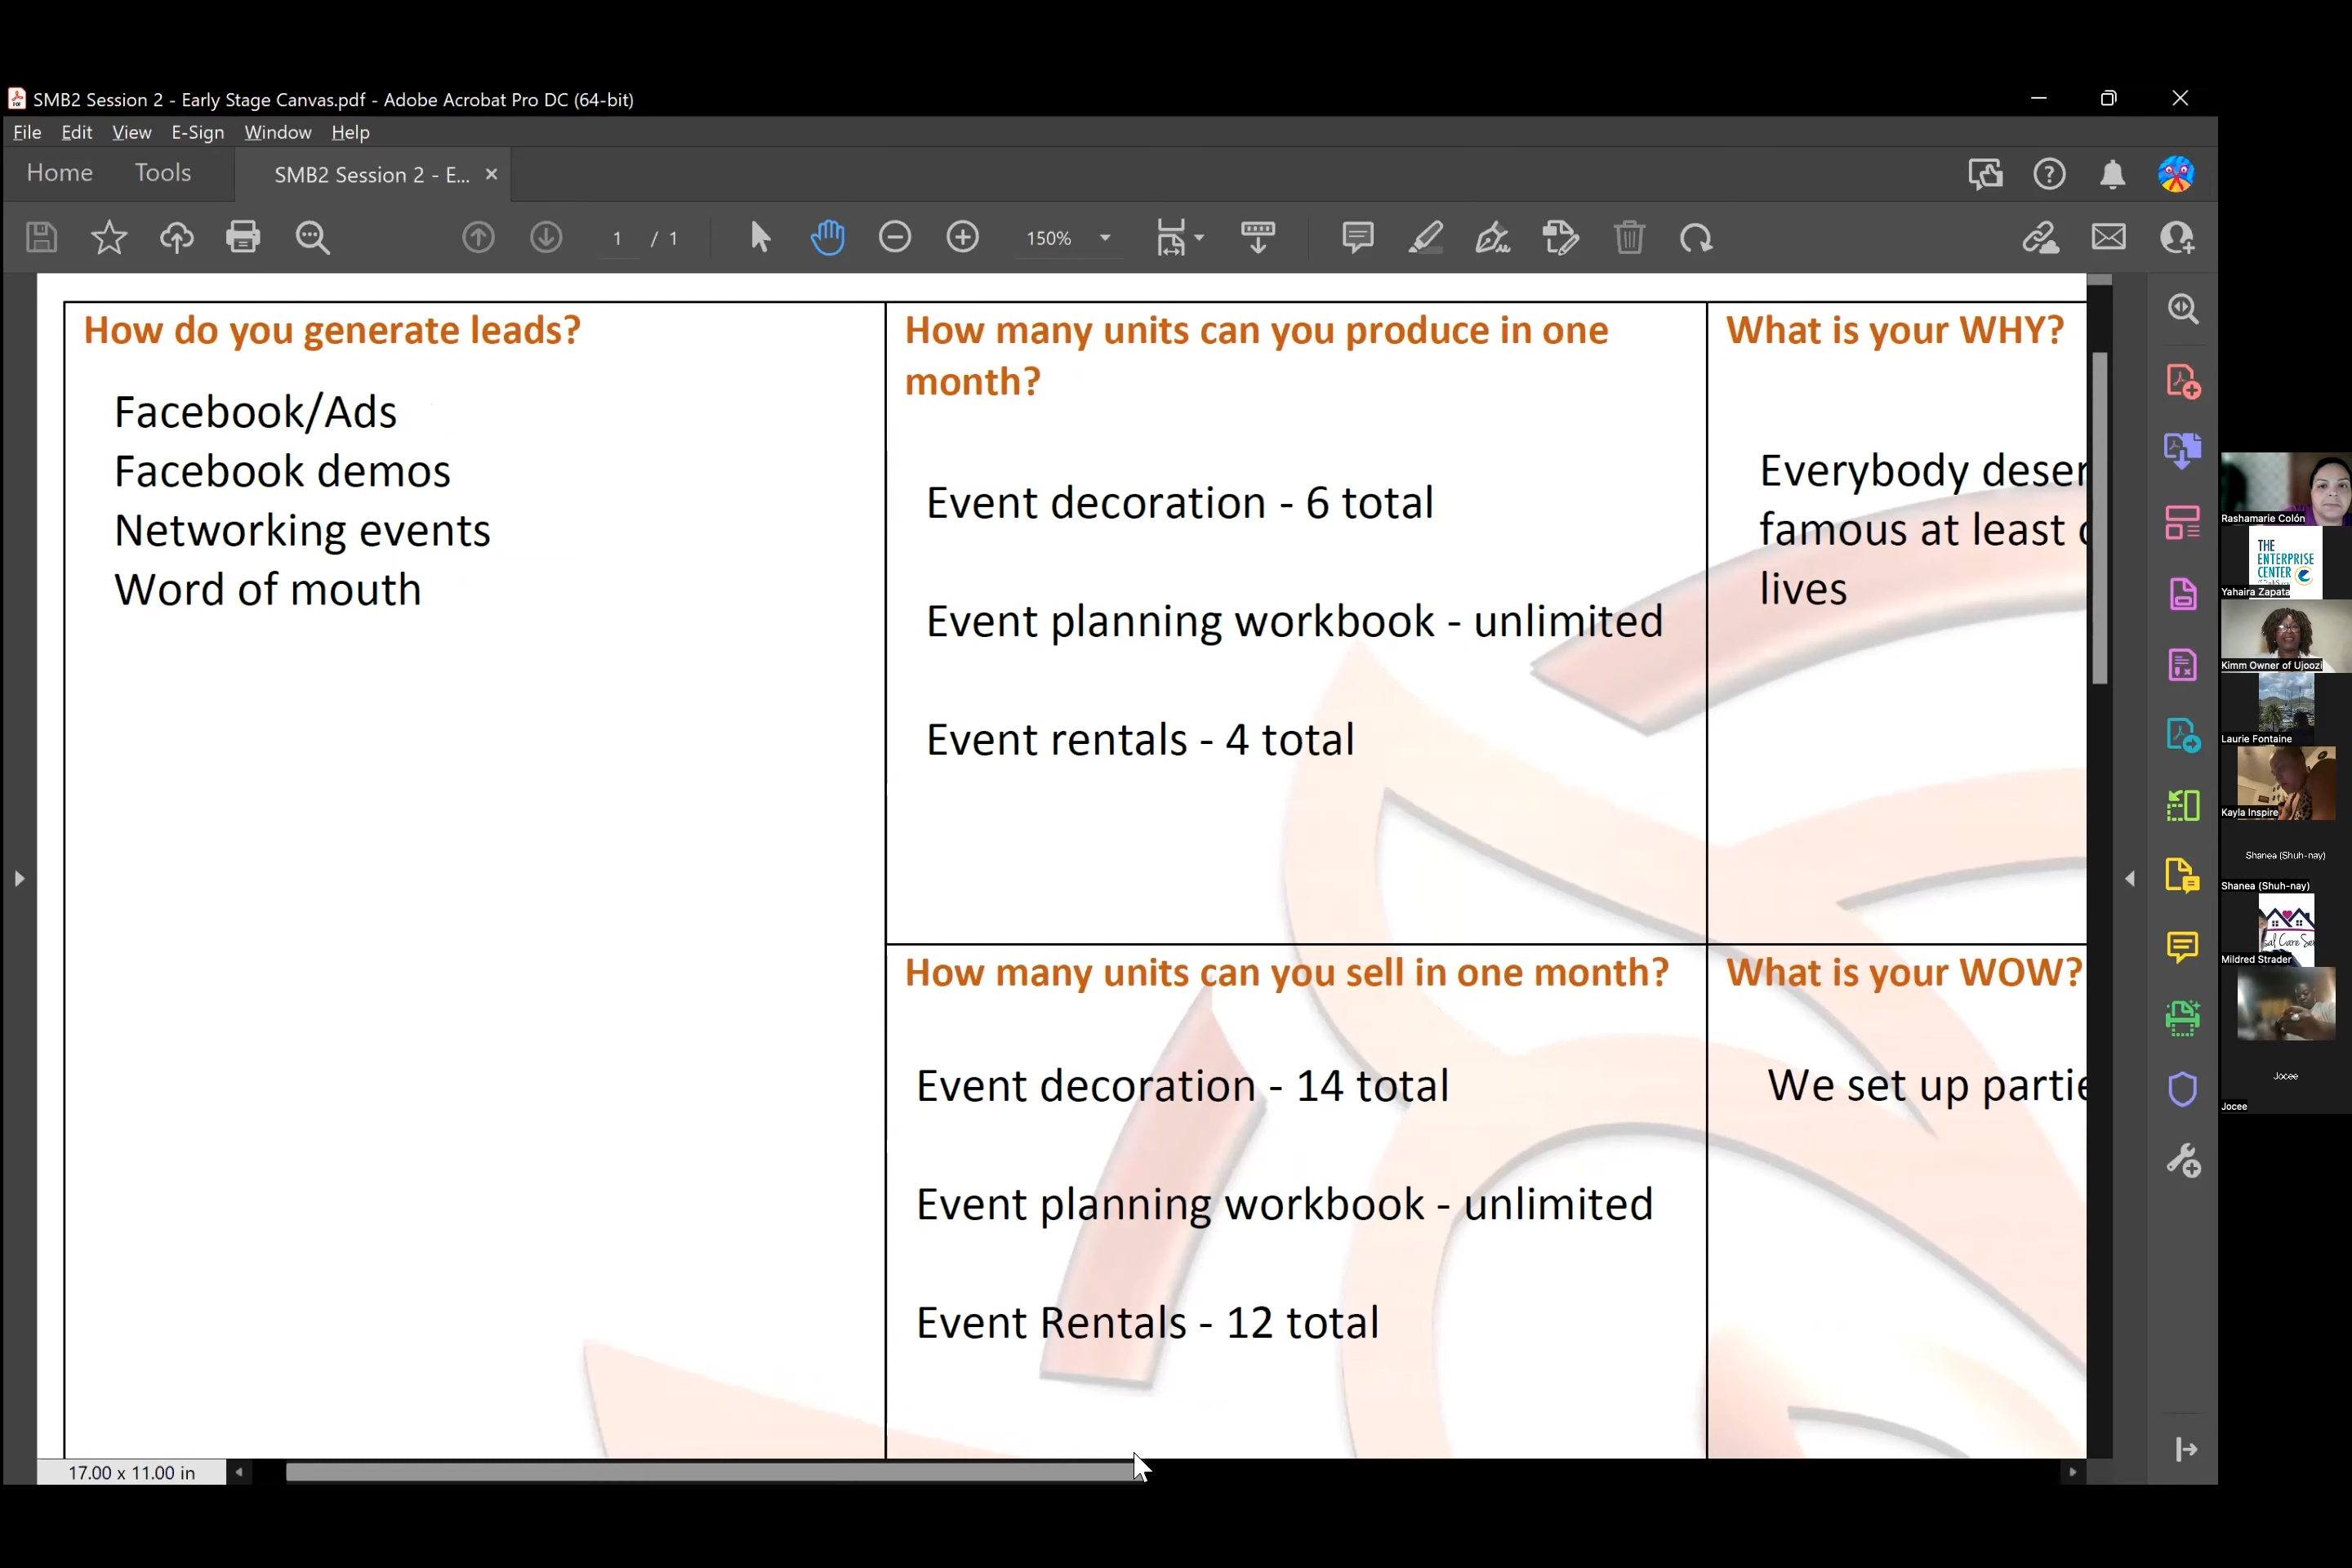 SMB2 Session 2 - Early Stage Canvas.pdf - Adobe Acrobat Pro DC (64-bit)
File Edit View E-Sign Window Help
Home Tools SMB2 Session 2 - E...
1 / 1 150%
How do you generate leads?
Facebook/Ads
Facebook demos
Networking events
Word of mouth
How many units can you produce in one
month?
Event decoration - 6 total
Event planning workbook - unlimited
Event rentals - 4 total
What is your WHY?
Everybody deser
famous at least
lives
How many units can you sell in one month?
Event decoration - 14 total
Event planning workbook - unlimited
Event Rentals - 12 total
What is your WOW?
We set up partie
17.00 x 11.00 in
Rashamarie Colón
THE
ENTERPRISE
CENTER
Yahaira Zapata
Kimm Owner of Ujoozi
Laurie Fontaine
Kayla Inspire
Shanea (Shuh-nay)
Shanea (Shuh-nay)
Mildred Strader
Jocee
Jocee